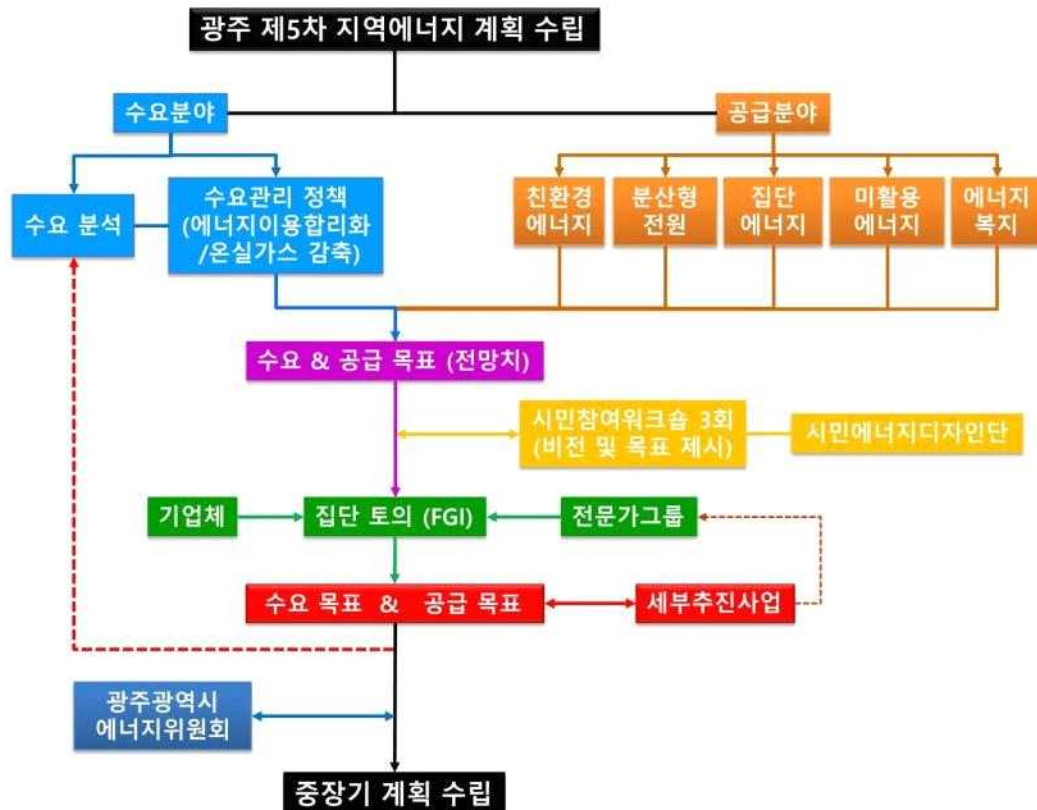 광주 제5차 지역에너지 계획 수립
수요분야
공급분야
수요 분석
수요관리 정책
(에너지이용합리화
/온실가스 감축)
친환경
에너지
분산형
전원
집단
에너지
미활용
에너지
에너지
복지
수요 & 공급 목표 (전망치)
시민참여워크숍 3회
(비전 및 목표 제시)
시민에너지디자인단
기업체
집단 토의 (FGI)
전문가그룹
수요 목표 & 공급 목표
세부추진사업
광주광역시
에너지위원회
중장기 계획 수립